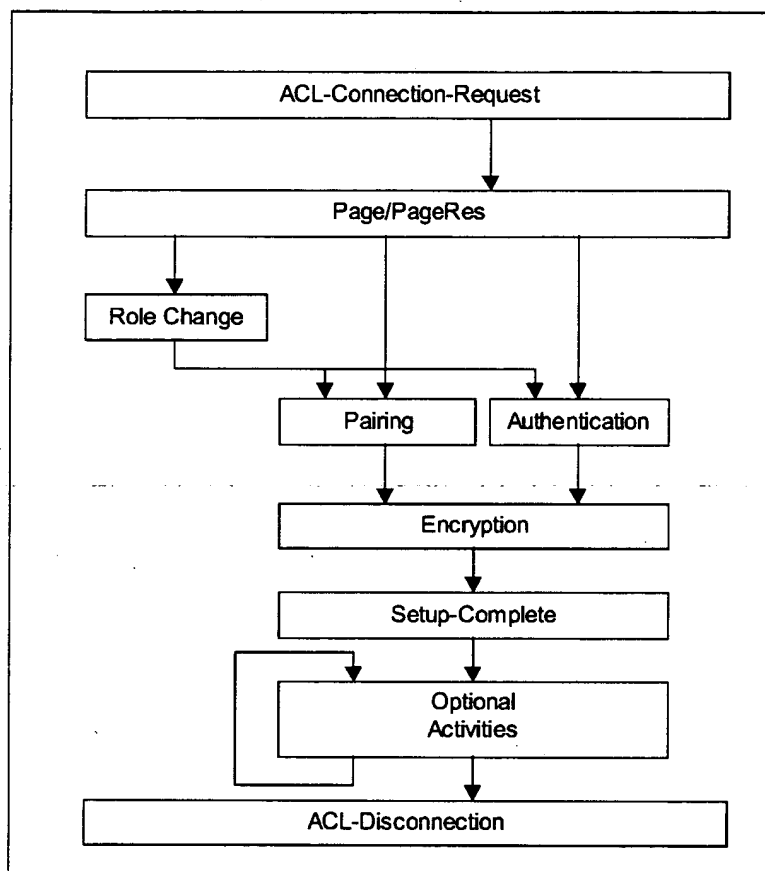 ACL-Connection-Request
Page/PageRes
Role Change
Pairing
Authentication
Encryption
Setup-Complete
Optional
Activities
ACL-Disconnection